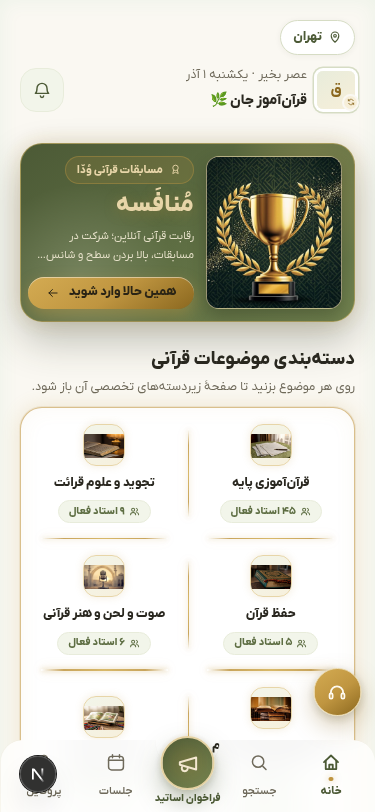 تهران
عصر بخیر · یکشنبه ۱ آذر
قرآن‌آموز جان 🌿
ق
مسابقات قرآنی وُدّا
مُنافَسه
رقابت قرآنی آنلاین؛ شرکت در
مسابقات، بالا بردن سطح و شانس...
همین حالا وارد شوید
دسته‌بندی موضوعات قرآنی
روی هر موضوع بزنید تا صفحهٔ زیردسته‌های تخصصی آن باز شود.
قرآن‌آموزی پایه
۴۵ استاد فعال
تجوید و علوم قرائت
۹ استاد فعال
حفظ قرآن
۵ استاد فعال
صوت و لحن و هنر قرآنی
۶ استاد فعال
خانه
جستجو
فراخوان اساتید
جلسات
N